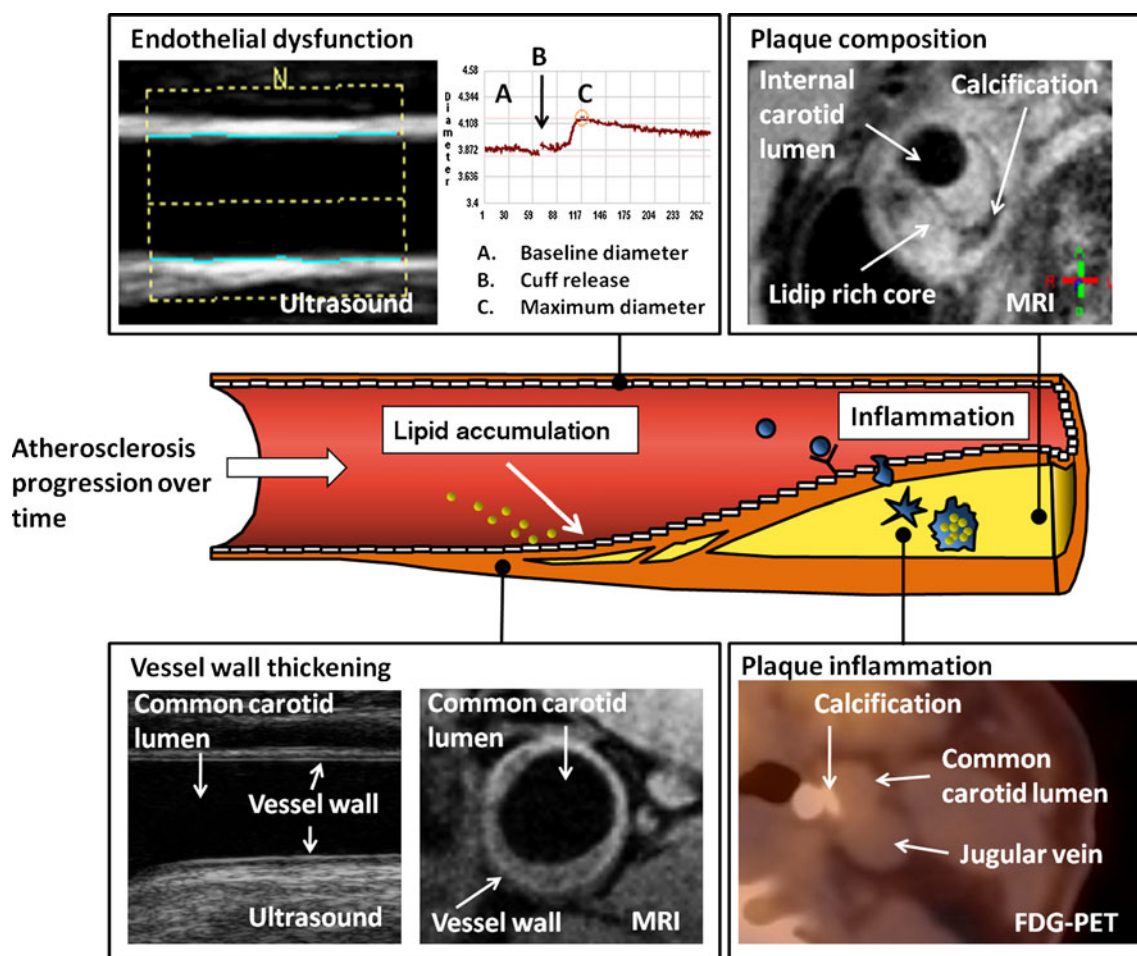 Endothelial dysfunction
N
Ultrasound
B
A
C
Diameter
4.58
4.344
4.108
3.872
3.636
3.4
1 30 59 88 117 146 175 204 233 262
A. Baseline diameter
B. Cuff release
C. Maximum diameter
Plaque composition
Internal
carotid
lumen
Calcification
Lidip rich core
MRI
Atherosclerosis
progression over
time
Lipid accumulation
Inflammation
Vessel wall thickening
Common carotid
lumen
Vessel wall
Ultrasound
Common carotid
lumen
Vessel wall
MRI
Plaque inflammation
Calcification
Common
carotid lumen
Jugular vein
FDG-PET